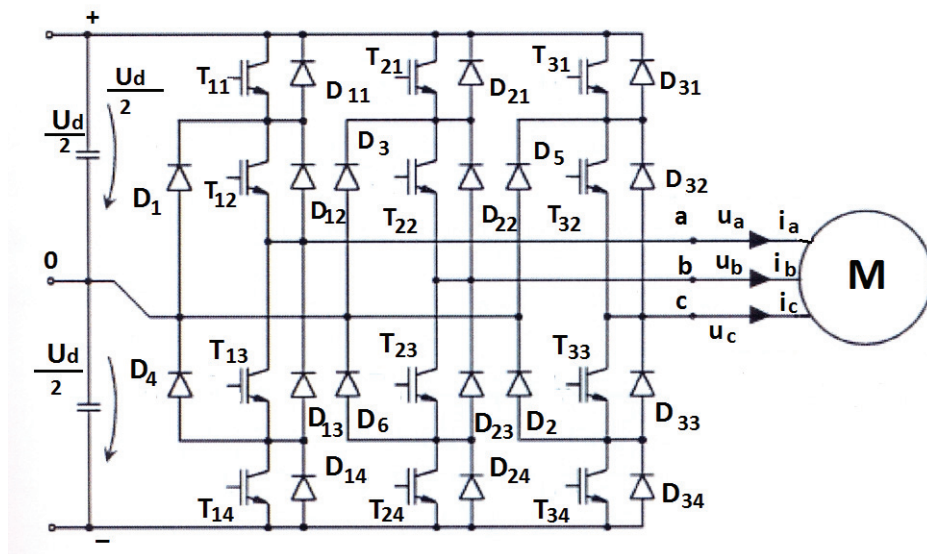 +
T11 D11 T21 D21 T31 D31
Ud/2
Ud/2
D1 T12 D12 D3 T22 D22 D5 T32 D32
a ua ia
b ub ib
c uc ic
M
0
Ud/2
D4 T13 D13 D6 T23 D23 D2 T33 D33
T14 D14 T24 D24 T34 D34
−